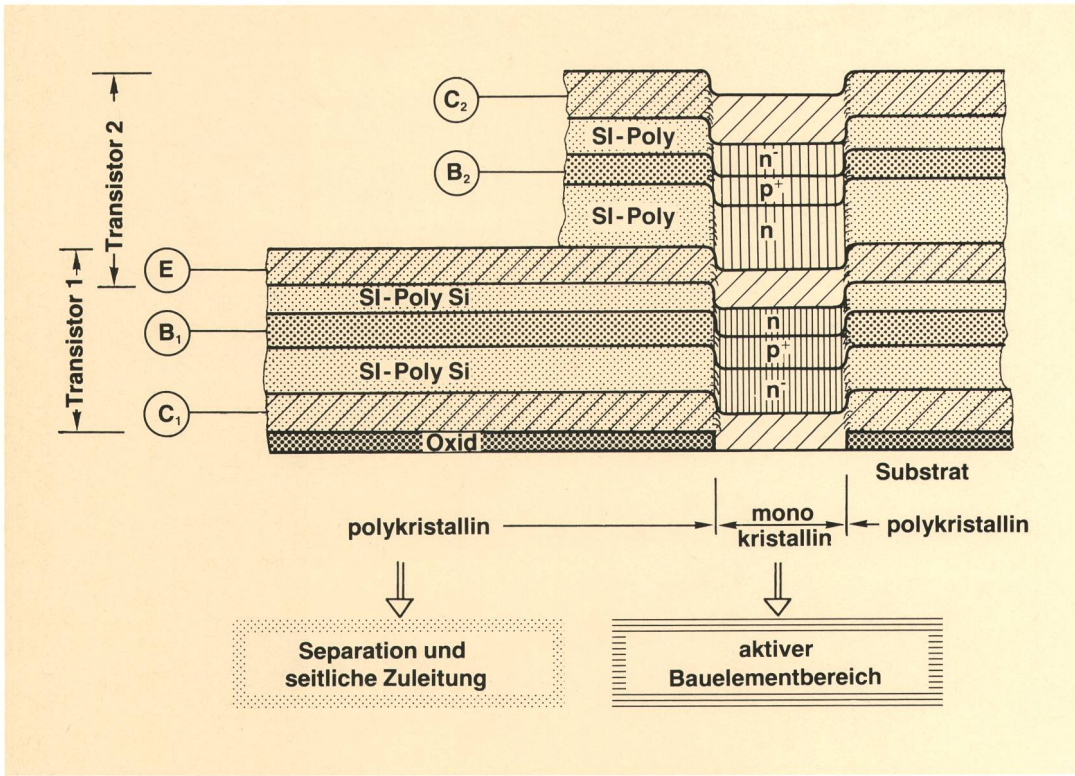 Transistor 2
Transistor 1
C₂
SI-Poly
n⁻
B₂
p⁺
SI-Poly
n
E
SI-Poly Si
n
B₁
p⁺
SI-Poly Si
n⁻
C₁
Oxid
Substrat
polykristallin
mono
kristallin
polykristallin
Separation und
seitliche Zuleitung
aktiver
Bauelementbereich